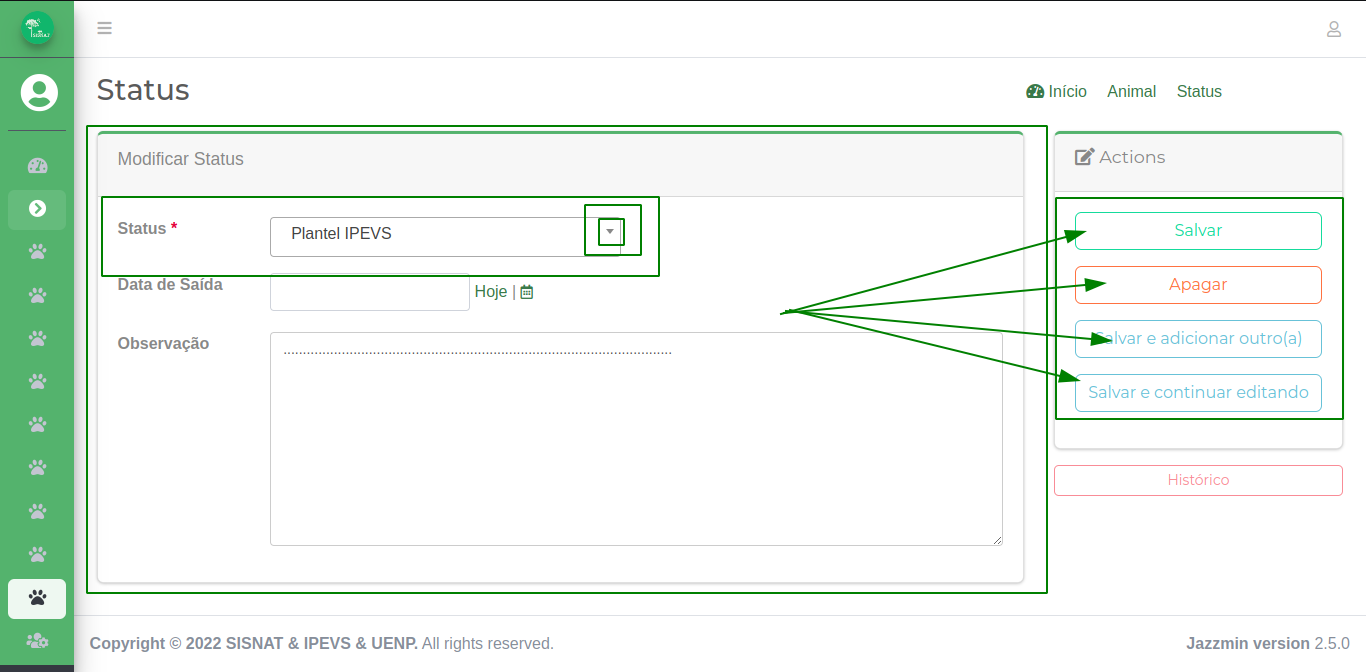 SISNAT
Status
Início Animal Status
Modificar Status
Actions
Status *
Plantel IPEVS
Salvar
Data de Saída
Hoje |
Apagar
Observação
Salvar e adicionar outro(a)
Salvar e continuar editando
Histórico
Copyright © 2022 SISNAT & IPEVS & UENP. All rights reserved.
Jazzmin version 2.5.0